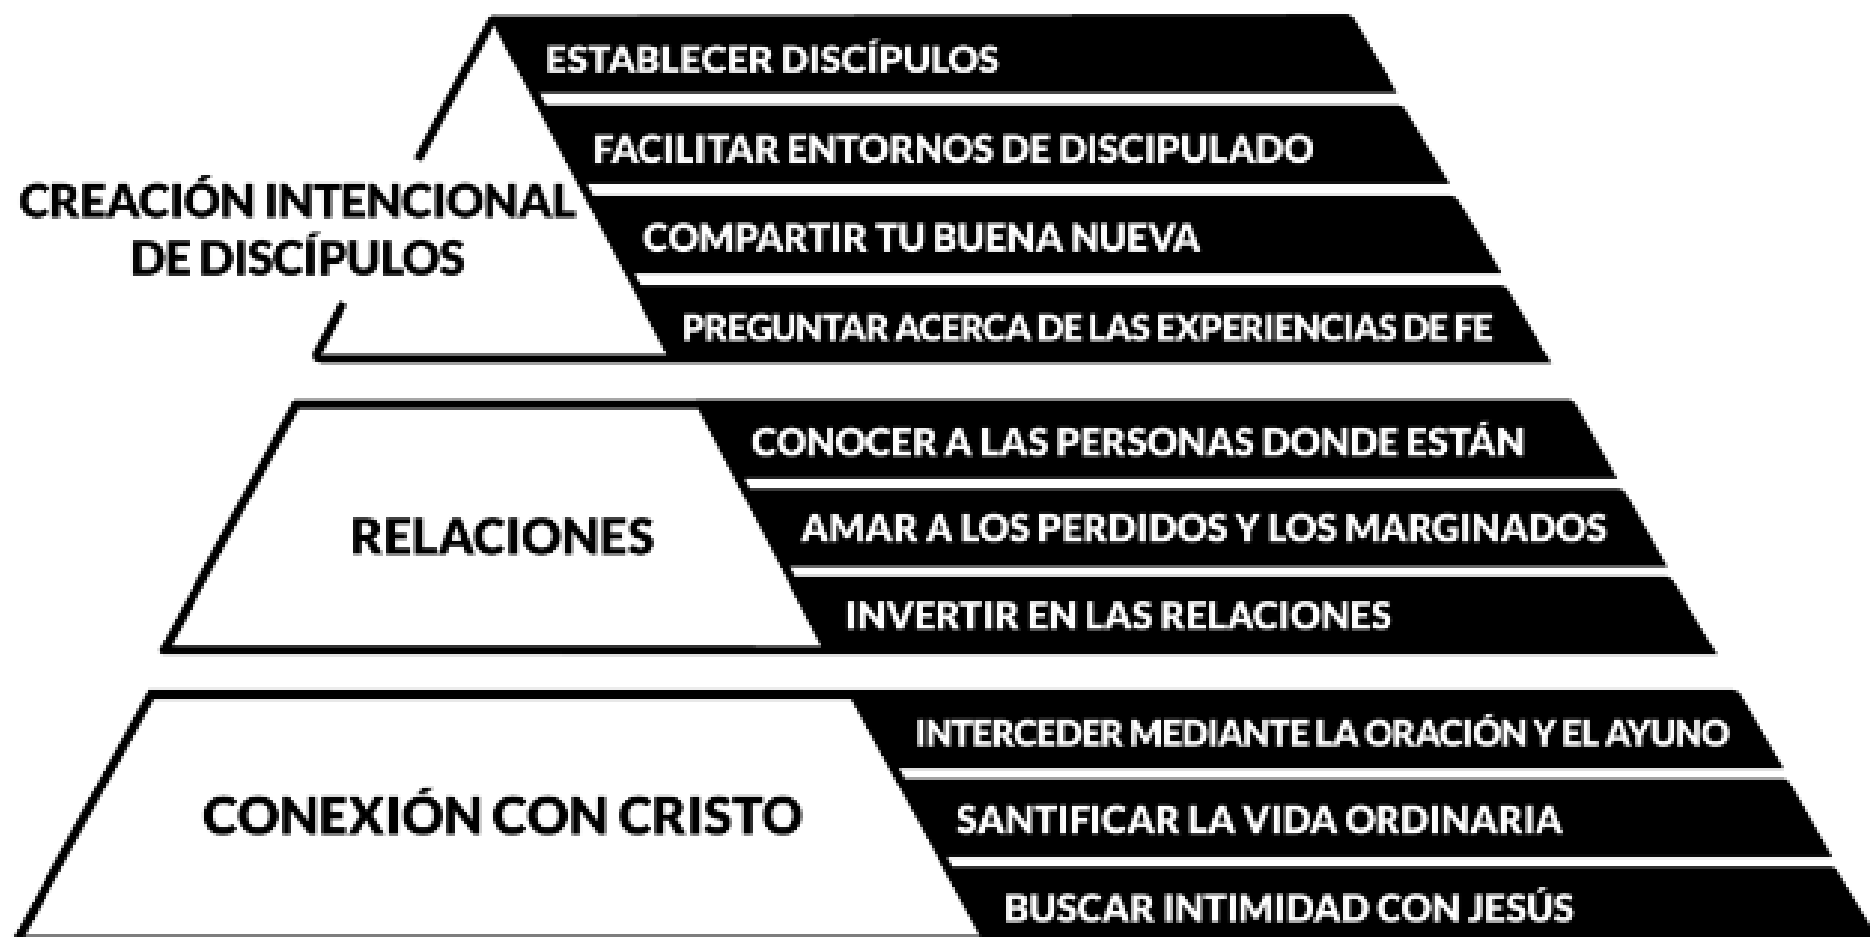 ESTABLECER DISCÍPULOS
FACILITAR ENTORNOS DE DISCIPULADO
CREACIÓN INTENCIONAL
DE DISCÍPULOS
COMPARTIR TU BUENA NUEVA
PREGUNTAR ACERCA DE LAS EXPERIENCIAS DE FE
CONOCER A LAS PERSONAS DONDE ESTÁN
RELACIONES
AMAR A LOS PERDIDOS Y LOS MARGINADOS
INVERTIR EN LAS RELACIONES
INTERCEDER MEDIANTE LA ORACIÓN Y EL AYUNO
CONEXIÓN CON CRISTO
SANTIFICAR LA VIDA ORDINARIA
BUSCAR INTIMIDAD CON JESÚS